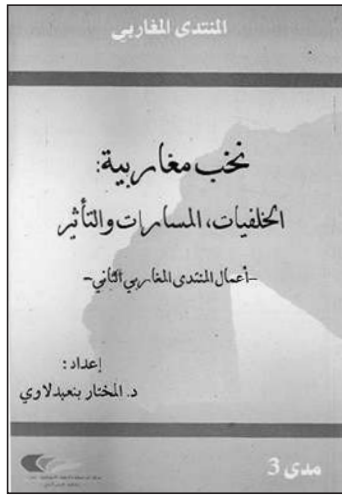 المنتدى المغاربي
نخب مغاربية:
الخلفيات، المسارات والتأثير
-أعمال المنتدى المغاربي الثاني-
إعداد:
د. المختار بنعبدلاوي
مدى 3